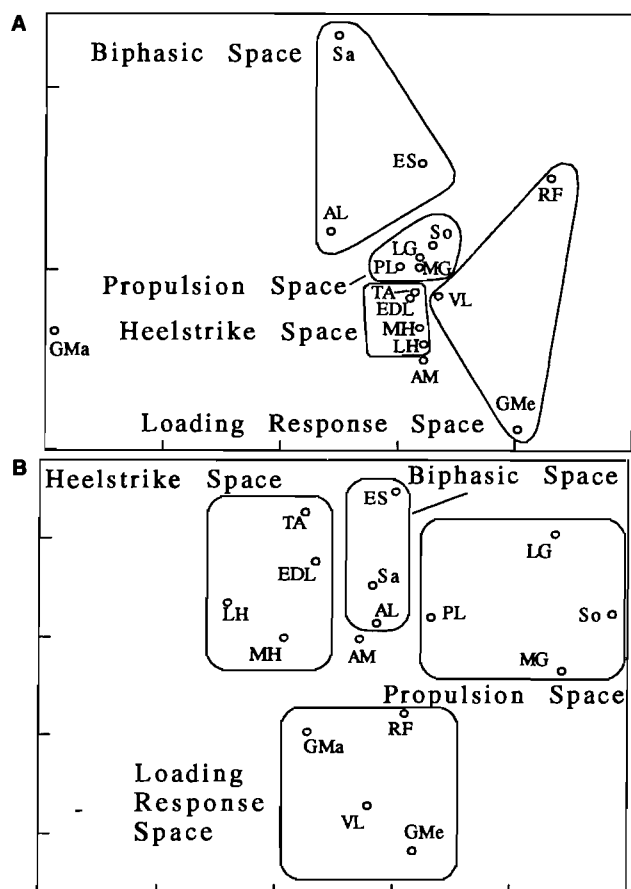 A
Biphasic Space
Sa
ES
RF
AL
So
LG
PL
MG
Propulsion Space
TA
VL
EDL
Heelstrike Space
MH
GMa
LH
AM
GMe
Loading Response Space
B
Heelstrike Space
Biphasic Space
ES
TA
LG
EDL
Sa
LH
AL
PL
So
MH
AM
MG
Propulsion Space
RF
GMa
Loading
Response
Space
VL
GMe